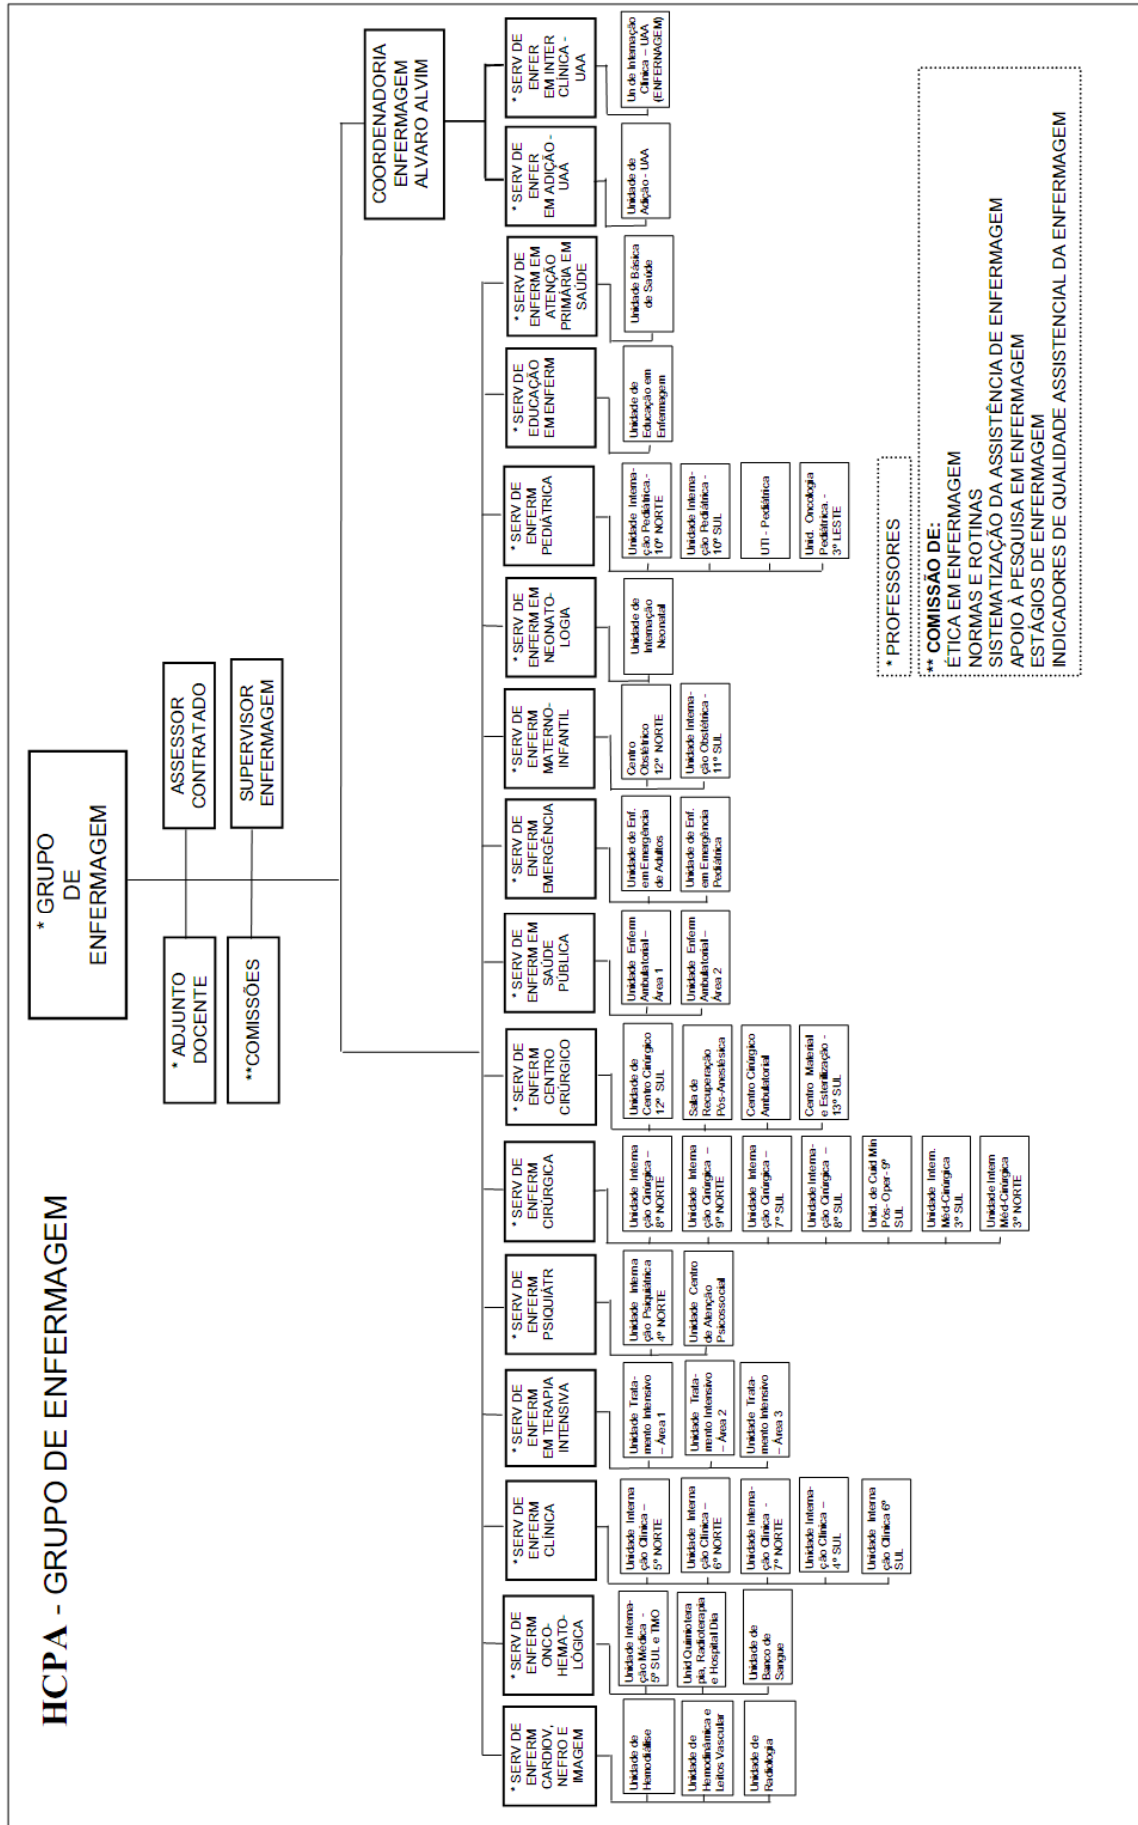 HCPA - GRUPO DE ENFERMAGEM
* GRUPO
DE
ENFERMAGEM
* ADJUNTO
DOCENTE
ASSESSOR
CONTRATADO
**COMISSÕES
SUPERVISOR
ENFERMAGEM
COORDENADORIA
ENFERMAGEM
ALVARO ALVIM
* SERV DE
ENFERM
CARDIOV,
NEFRO E
IMAGEM
Unidade de
Hemodiálise
Unidade de
Hemodinâmica e
Leitos Vascular
Unidade de
Radiologia
* SERV DE
ENFERM
ONCO-
HEMATO-
LÓGICA
Unidade Interna-
ção Médica -
5º SUL e TMO
Unid Quimiotera
pia, Radioterapia
e Hospital Dia
Unidade de
Banco de
Sangue
* SERV DE
ENFERM
CLÍNICA
Unidade Interna
ção Clínica –
5º NORTE
Unidade Interna
ção Clínica –
6º NORTE
Unidade Interna-
ção Clínica -
7º NORTE
Unidade Interna-
ção Clínica –
4º SUL
Unidade Interna
ção Clínica 6º
SUL
* SERV DE
ENFERM
EM TERAPIA
INTENSIVA
Unidade Trata-
mento Intensivo
– Área 1
Unidade Trata-
mento Intensivo
– Área 2
Unidade Trata-
mento Intensivo
– Área 3
* SERV DE
ENFERM
PSIQUIÁTR
Unidade Interna
ção Psiquiátrica
4º NORTE
Unidade Centro
de Atenção
Psicossocial
* SERV DE
ENFERM
CIRÚRGICA
Unidade Interna
ção Cirúrgica –
8º NORTE
Unidade Interna
ção Cirúrgica –
9º NORTE
Unidade Interna
ção Cirúrgica –
7º SUL
Unidade Interna-
ção Cirúrgica –
8º SUL
Unid. de Cuid Min
Pós- Oper- 9º
SUL
Unidade Intern.
Méd-Cirúrgica
3º SUL
Unidade Intern
Méd-Cirúrgica
3º NORTE
* SERV DE
ENFERM
CENTRO
CIRÚRGICO
Unidade de
Centro Cirúrgico
12º SUL
Sala de
Recuperação
Pós-Anestésica
Centro Cirúrgico
Ambulatorial
Centro Material
e Esterilização -
13º SUL
* SERV DE
ENFERM EM
SAÚDE
PÚBLICA
Unidade Enferm
Ambulatorial –
Área 1
Unidade Enferm
Ambulatorial –
Área 2
* SERV DE
ENFERM
EMERGÊNCIA
Unidade de Enf.
em Emergência
de Adultos
Unidade de Enf.
em Emergência
Pediátrica
* SERV DE
ENFERM
MATERNO-
INFANTIL
Centro
Obstétrico
12º NORTE
Unidade Interna-
ção Obstétrica -
11º SUL
* SERV DE
ENFERM EM
NEONATO-
LOGIA
Unidade de
Internação
Neonatal
* SERV DE
ENFERM
PEDIÁTRICA
Unidade Interna-
ção Pediátrica.-
10º NORTE
Unidade Interna-
ção Pediátrica -
10º SUL
UTI - Pediátrica
Unid. Oncologia
Pediátrica. -
3º LESTE
* SERV DE
EDUCAÇÃO
EM ENFERM
Unidade de
Educação em
Enfermagem
* SERV DE
ENFERM EM
ATENÇÃO
PRIMÁRIA EM
SAÚDE
Unidade Básica
de Saúde
* SERV DE
ENFER
EM ADIÇÃO -
UAA
Unidade de
Adição - UAA
* SERV DE
ENFER
EM INTER
CLÍNICA -
UAA
Un de Internação
Clínica – UAA
(ENFERNAGEM)
* PROFESSORES
** COMISSÃO DE:
ÉTICA EM ENFERMAGEM
NORMAS E ROTINAS
SISTEMATIZAÇÃO DA ASSISTÊNCIA DE ENFERMAGEM
APOIO À PESQUISA EM ENFERMAGEM
ESTÁGIOS DE ENFERMAGEM
INDICADORES DE QUALIDADE ASSISTENCIAL DA ENFERMAGEM